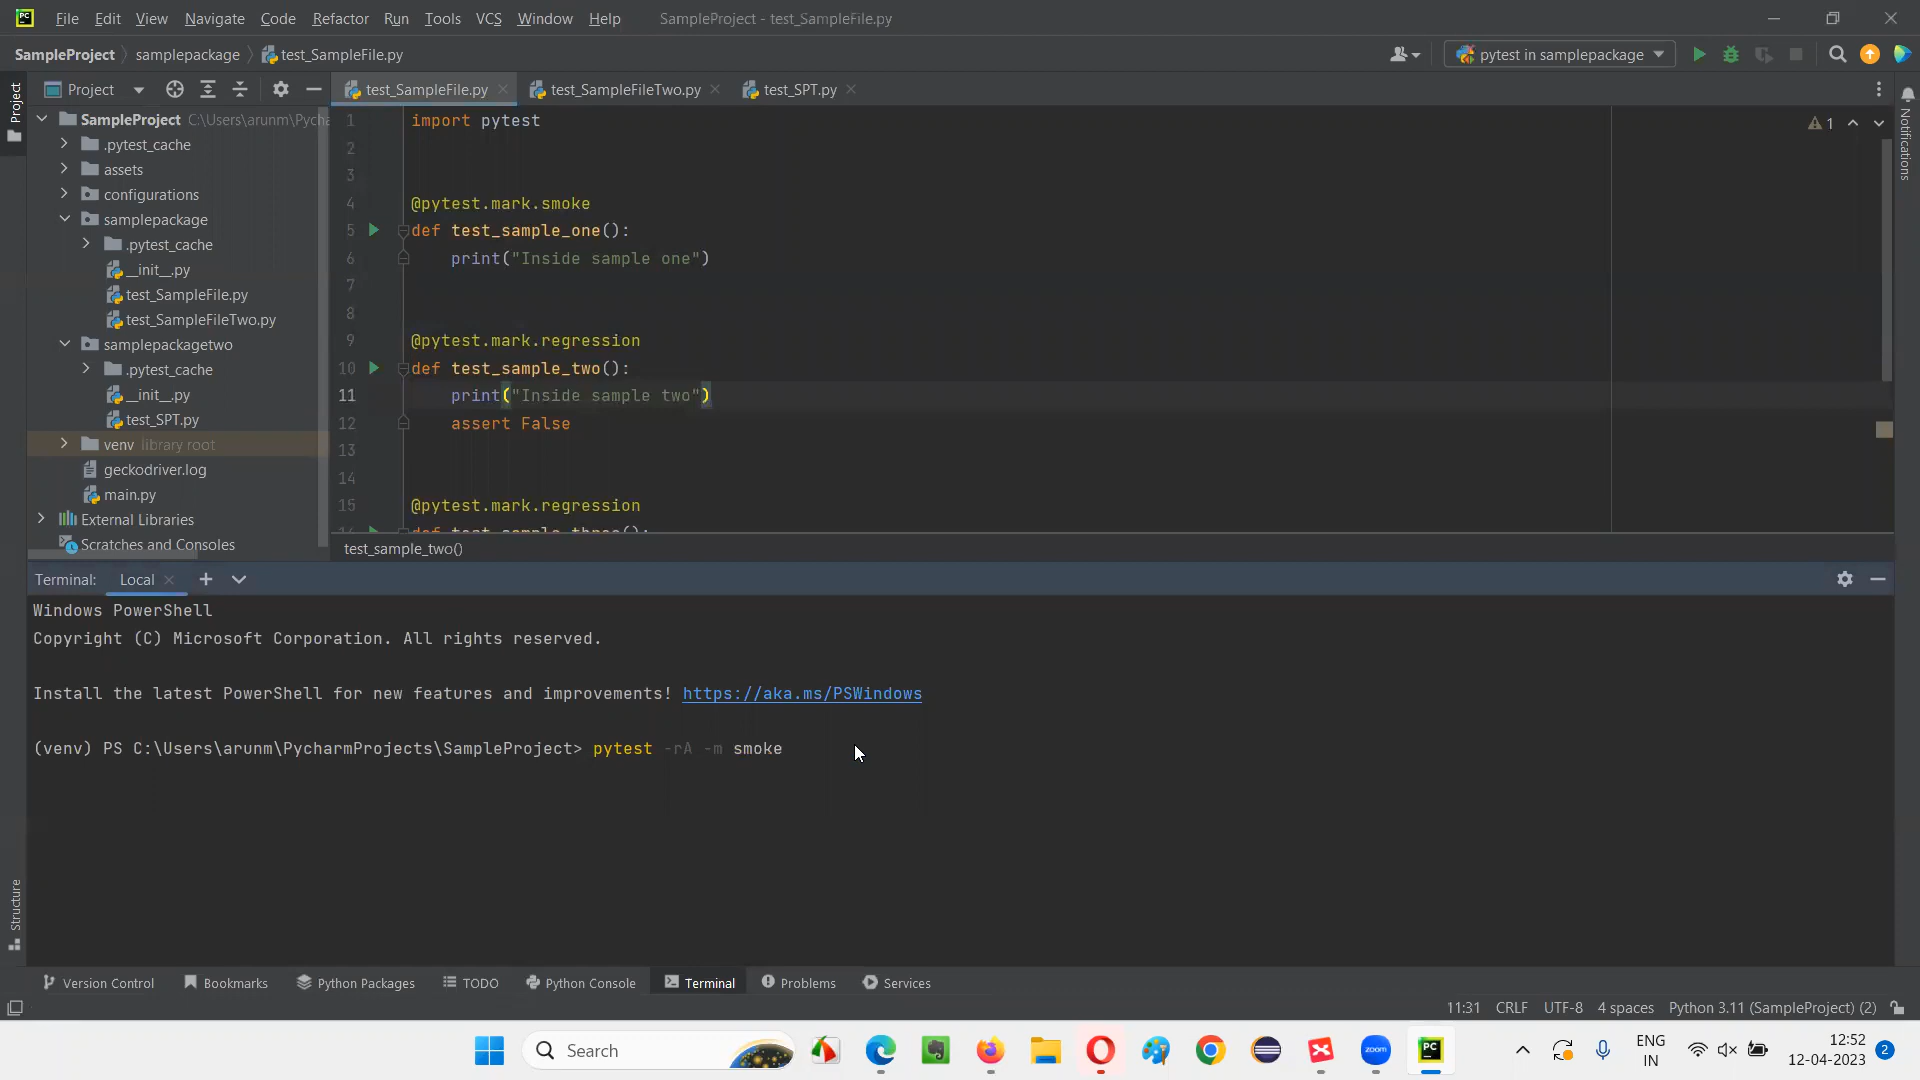 File Edit View Navigate Code Refactor Run Tools VCS Window Help SampleProject - test_SampleFile.py
SampleProject samplepackage test_SampleFile.py pytest in samplepackage
Project
Project
test_SampleFile.py test_SampleFileTwo.py test_SPT.py
SampleProject C:\Users\arunm\Pycha
.pytest_cache
assets
configurations
samplepackage
.pytest_cache
__init__.py
test_SampleFile.py
test_SampleFileTwo.py
samplepackagetwo
.pytest_cache
__init__.py
test_SPT.py
venv library root
geckodriver.log
main.py
External Libraries
Scratches and Consoles
1 import pytest
2
3
4 @pytest.mark.smoke
5 def test_sample_one():
6 print("Inside sample one")
7
8
9 @pytest.mark.regression
10 def test_sample_two():
11 print("Inside sample two")
12 assert False
13
14
15 @pytest.mark.regression
16 def test_sample_three():
1
Notifications
test_sample_two()
Terminal: Local
Windows PowerShell
Copyright (C) Microsoft Corporation. All rights reserved.
Install the latest PowerShell for new features and improvements! https://aka.ms/PSWindows
(venv) PS C:\Users\arunm\PycharmProjects\SampleProject> pytest -rA -m smoke
Structure
Version Control Bookmarks Python Packages TODO Python Console Terminal Problems Services
11:31 CRLF UTF-8 4 spaces Python 3.11 (SampleProject) (2)
Search
zoom
PC
ENG
IN
12:52
12-04-2023
2